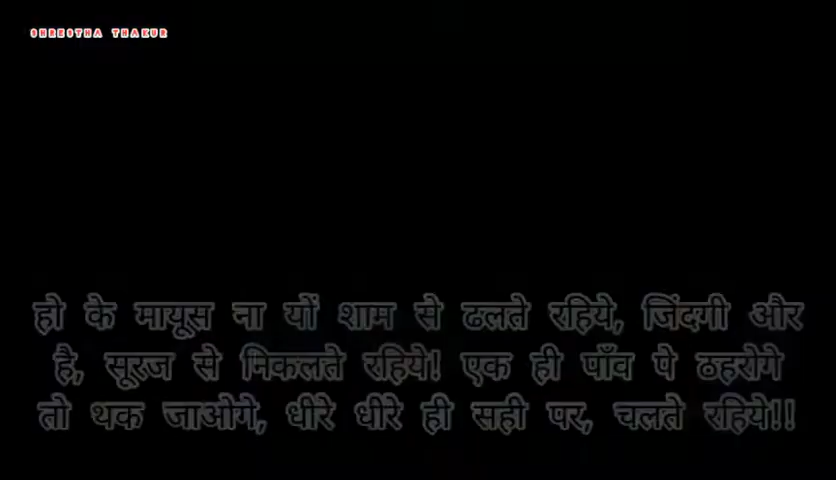 SHRESTHA THAKUR
हो के मायूस ना यों शाम से ढलते रहिये, जिंदगी और
है, सूरज से निकलते रहिये! एक ही पाँव पे ठहरोगे
तो थक जाओगे, धीरे धीरे ही सही पर, चलते रहिये!!